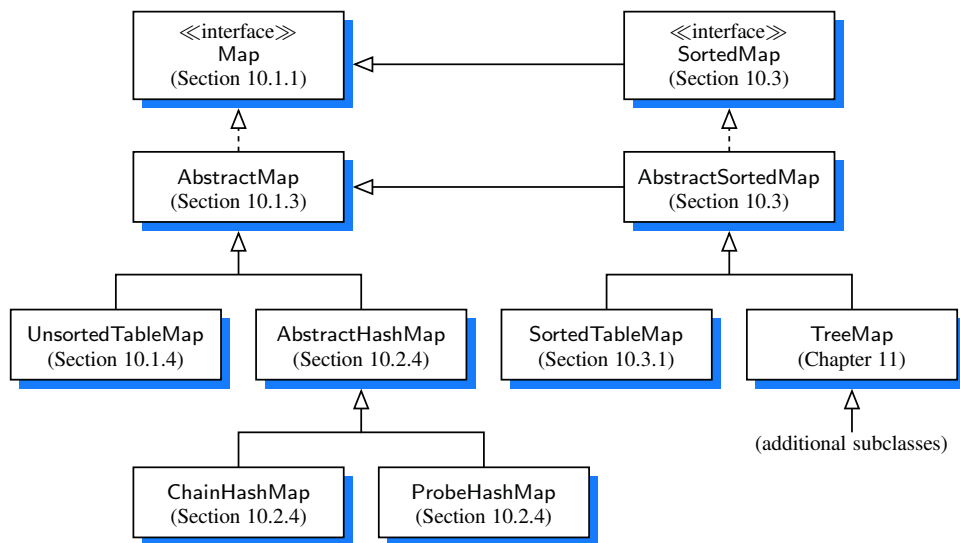 ≪interface≫
Map
(Section 10.1.1)
≪interface≫
SortedMap
(Section 10.3)
AbstractMap
(Section 10.1.3)
AbstractSortedMap
(Section 10.3)
UnsortedTableMap
(Section 10.1.4)
AbstractHashMap
(Section 10.2.4)
SortedTableMap
(Section 10.3.1)
TreeMap
(Chapter 11)
(additional subclasses)
ChainHashMap
(Section 10.2.4)
ProbeHashMap
(Section 10.2.4)